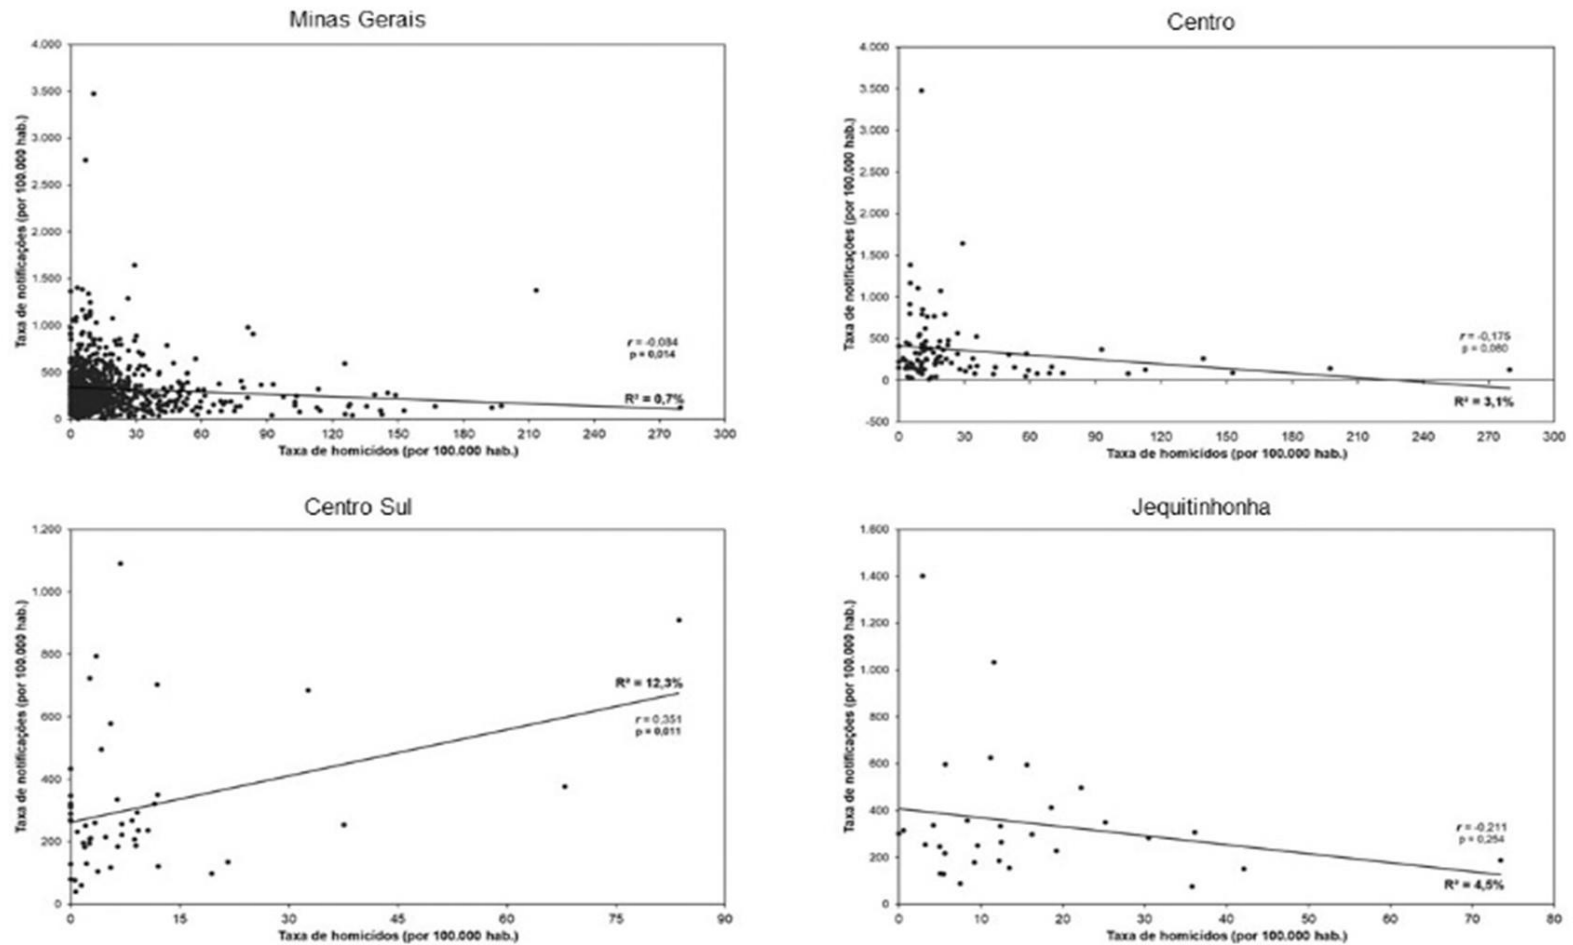 Minas Gerais
Taxa de notificações (por 100.000 hab.)
4.000
3.500
3.000
2.500
2.000
1.500
1.000
500
0
r = -0,084
p = 0,014
R² = 0,7%
0 30 60 90 120 150 180 210 240 270 300
Taxa de homicídos (por 100.000 hab.)
Centro
Taxa de notificações (por 100.000 hab.)
4.000
3.500
3.000
2.500
2.000
1.500
1.000
500
0
-500
r = -0,175
p = 0,080
R² = 3,1%
0 30 60 90 120 150 180 210 240 270 300
Taxa de homicídos (por 100.000 hab.)
Centro Sul
Taxa de notificações (por 100.000 hab.)
1.200
1.000
800
600
400
200
0
R² = 12,3%
r = 0,351
p = 0,011
0 15 30 45 60 75 90
Taxa de homicídos (por 100.000 hab.)
Jequitinhonha
Taxa de notificações (por 100.000 hab.)
1.600
1.400
1.200
1.000
800
600
400
200
0
r = -0,211
p = 0,254
R² = 4,5%
0 10 20 30 40 50 60 70 80
Taxa de homicídos (por 100.000 hab.)